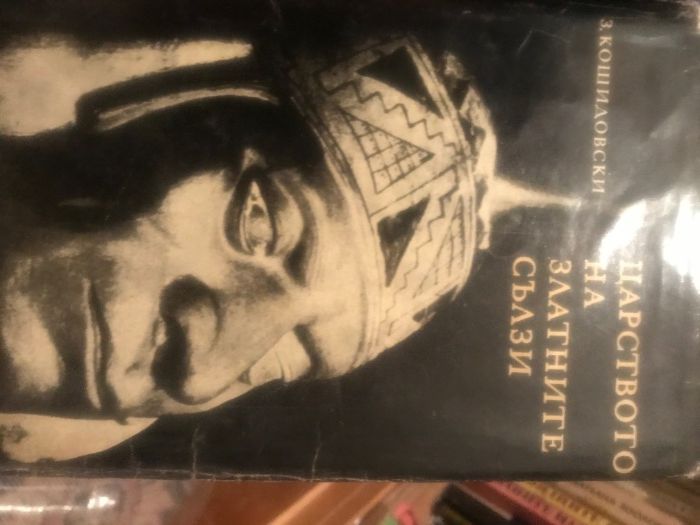 З. КОШИДОВСКИ
ЦАРСТВОТО
НА
ЗЛАТНИТЕ
СЪЛЗИ